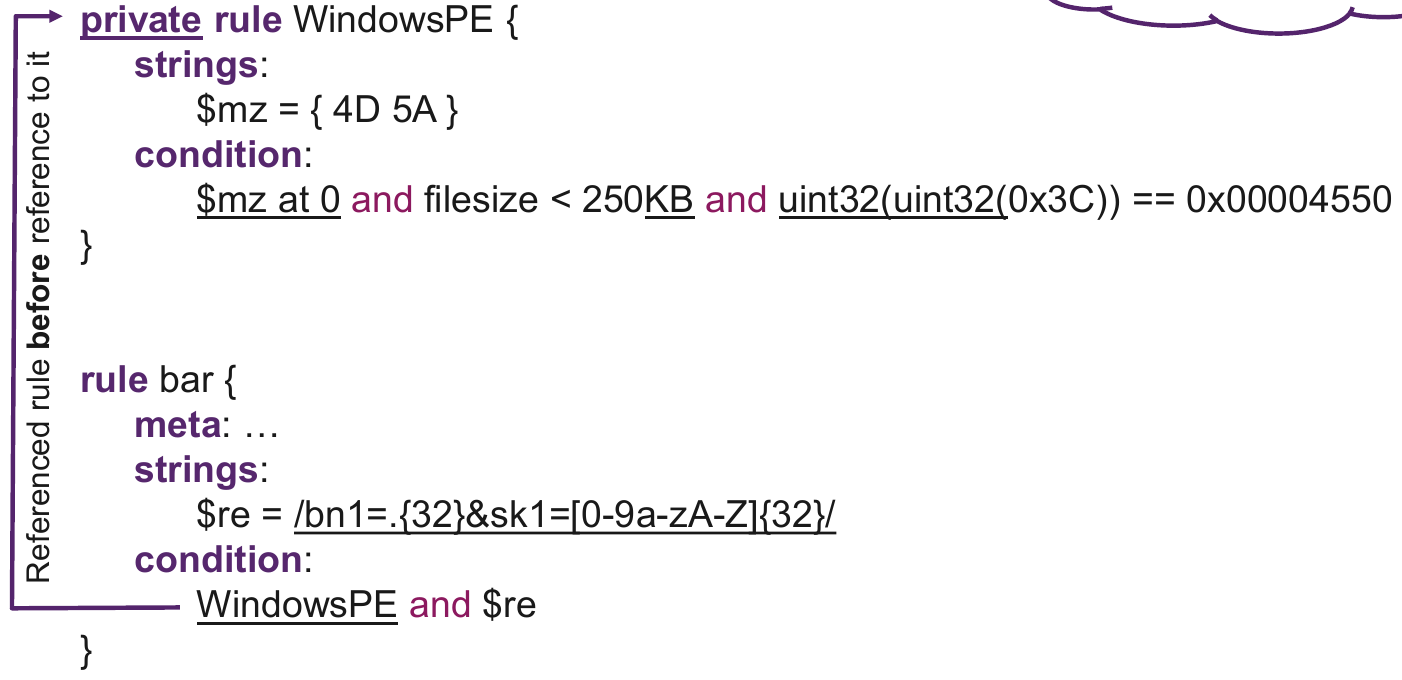 private rule WindowsPE {
strings:
$mz = { 4D 5A }
condition:
$mz at 0 and filesize < 250KB and uint32(uint32(0x3C)) == 0x00004550
}
Referenced rule before reference to it
rule bar {
meta: …
strings:
$re = /bn1=.{32}&sk1=[0-9a-zA-Z]{32}/
condition:
WindowsPE and $re
}